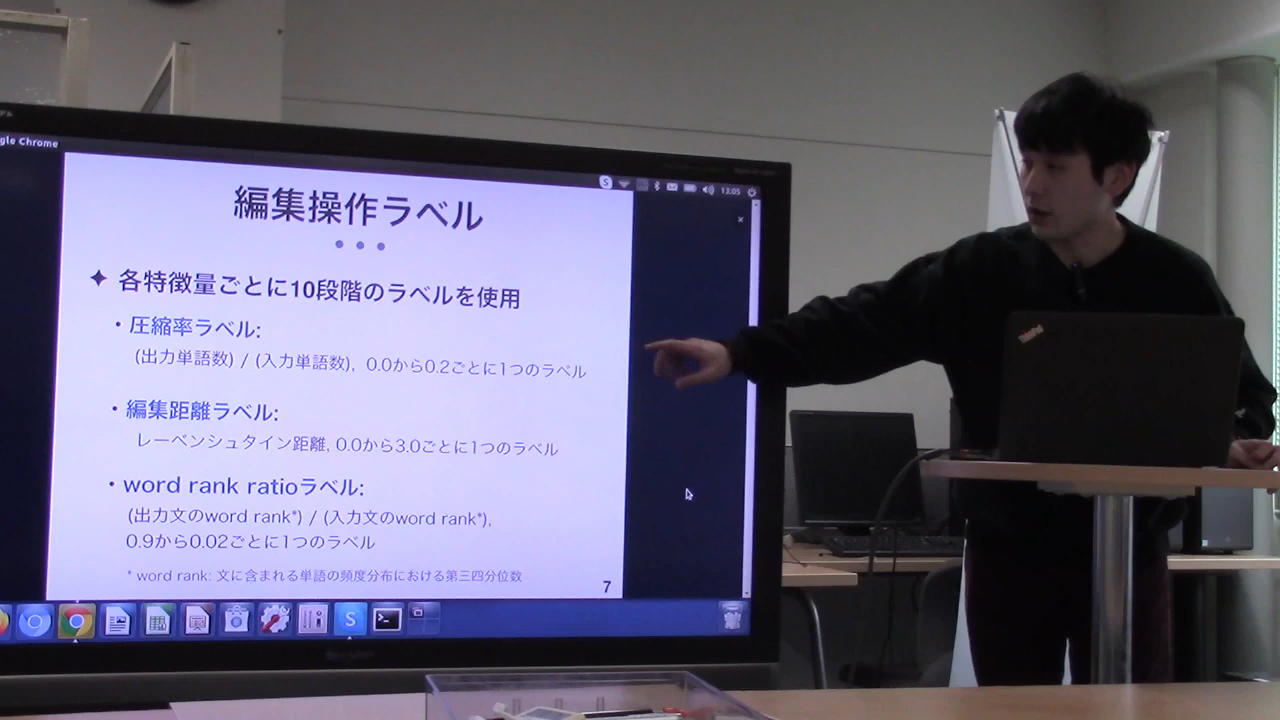 gle Chrome
13:05
編集操作ラベル
各特徴量ごとに10段階のラベルを使用
・圧縮率ラベル:
(出力単語数) / (入力単語数), 0.0から0.2ごとに1つのラベル
・編集距離ラベル:
レーベンシュタイン距離, 0.0から3.0ごとに1つのラベル
・word rank ratioラベル:
(出力文のword rank*) / (入力文のword rank*),
0.9から0.02ごとに1つのラベル
* word rank: 文に含まれる単語の頻度分布における第三四分位数
7
ThinkPad